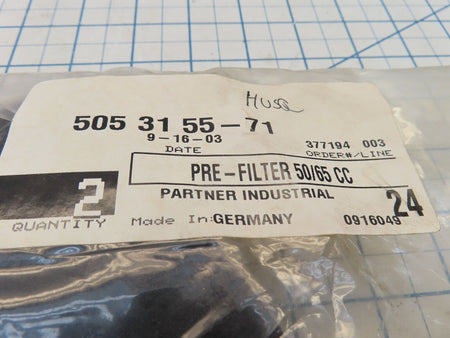 Husq
505 31 55-71
9-16-03
DATE
377194 003
ORDER#/LINE
PRE-FILTER 50/65 CC
PARTNER INDUSTRIAL
2
QUANTITY
Made In: GERMANY
24
0916049